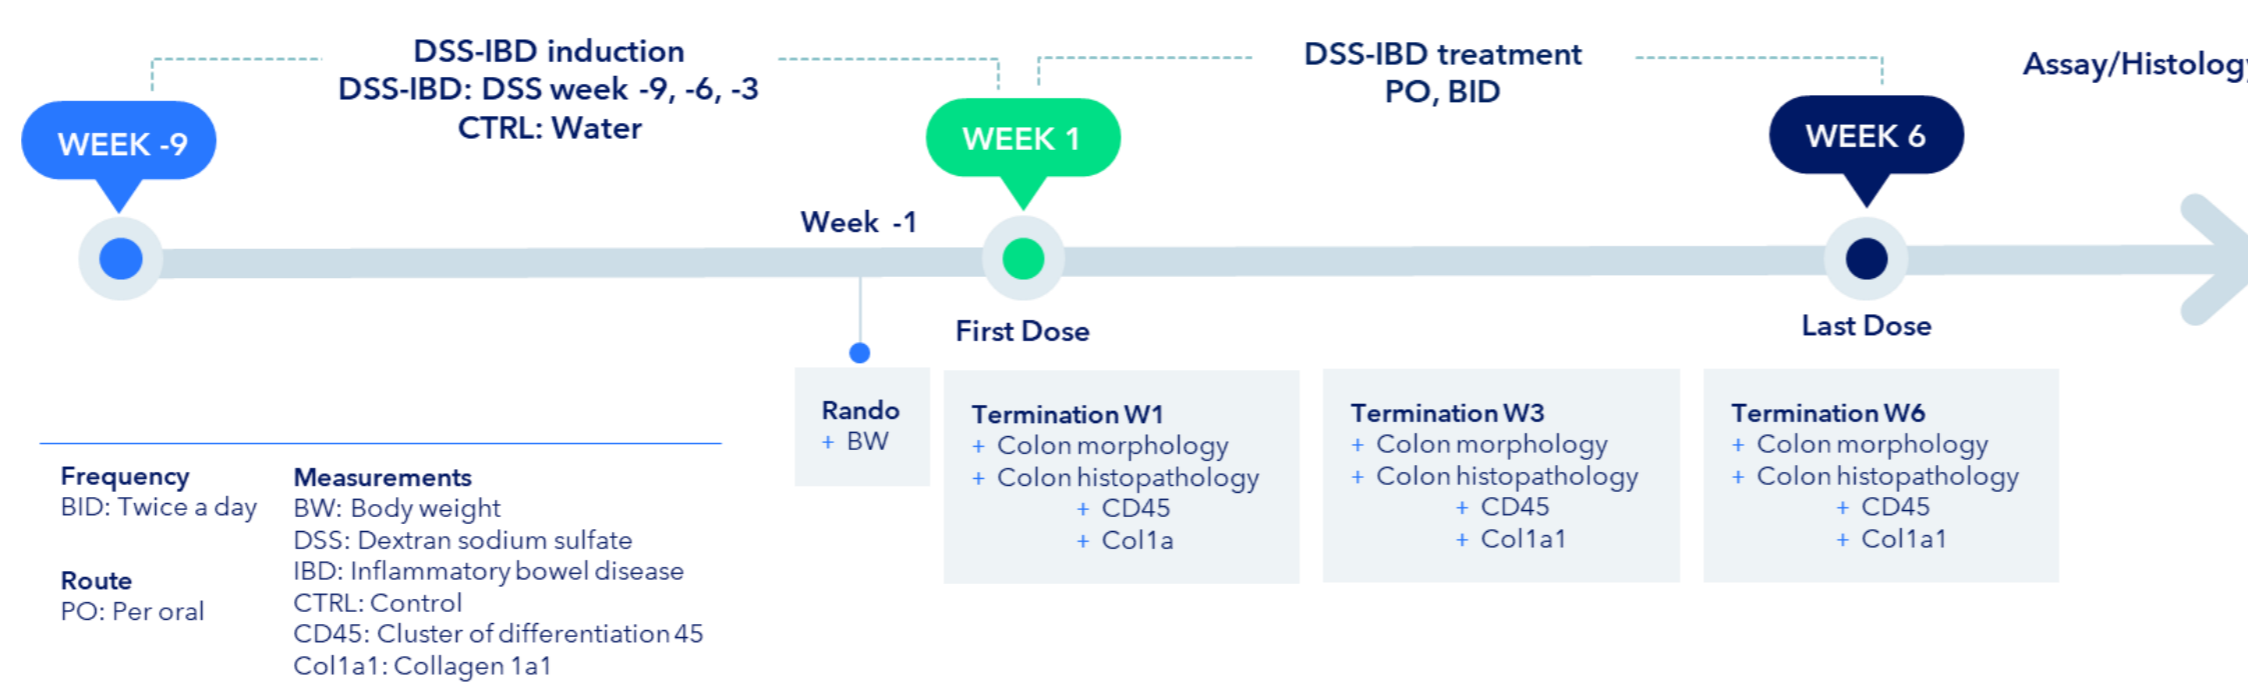 DSS-IBD induction
DSS-IBD: DSS week -9, -6, -3
CTRL: Water
DSS-IBD treatment
PO, BID
Assay/Histology
WEEK -9
WEEK 1
WEEK 6
Week -1
First Dose
Last Dose
Rando
+ BW
Termination W1
+ Colon morphology
+ Colon histopathology
+ CD45
+ Col1a
Termination W3
+ Colon morphology
+ Colon histopathology
+ CD45
+ Col1a1
Termination W6
+ Colon morphology
+ Colon histopathology
+ CD45
+ Col1a1
Frequency
BID: Twice a day
Route
PO: Per oral
Measurements
BW: Body weight
DSS: Dextran sodium sulfate
IBD: Inflammatory bowel disease
CTRL: Control
CD45: Cluster of differentiation 45
Col1a1: Collagen 1a1